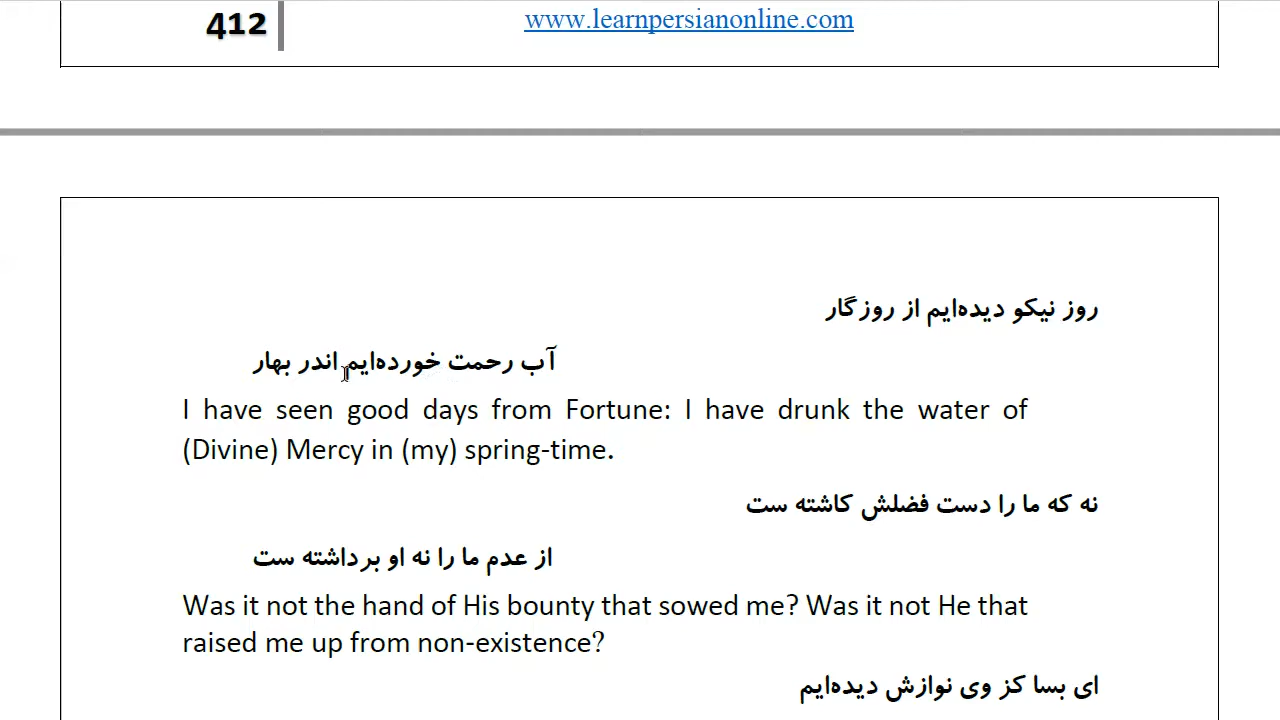 412
www.learnpersianonline.com
روز نیکو دیده‌ایم از روزگار
آب رحمت خورده‌ایم اندر بهار
I have seen good days from Fortune: I have drunk the water of
(Divine) Mercy in (my) spring-time.
نه که ما را دست فضلش کاشته ست
از عدم ما را نه او برداشته ست
Was it not the hand of His bounty that sowed me? Was it not He that
raised me up from non-existence?
ای بسا کز وی نوازش دیده‌ایم